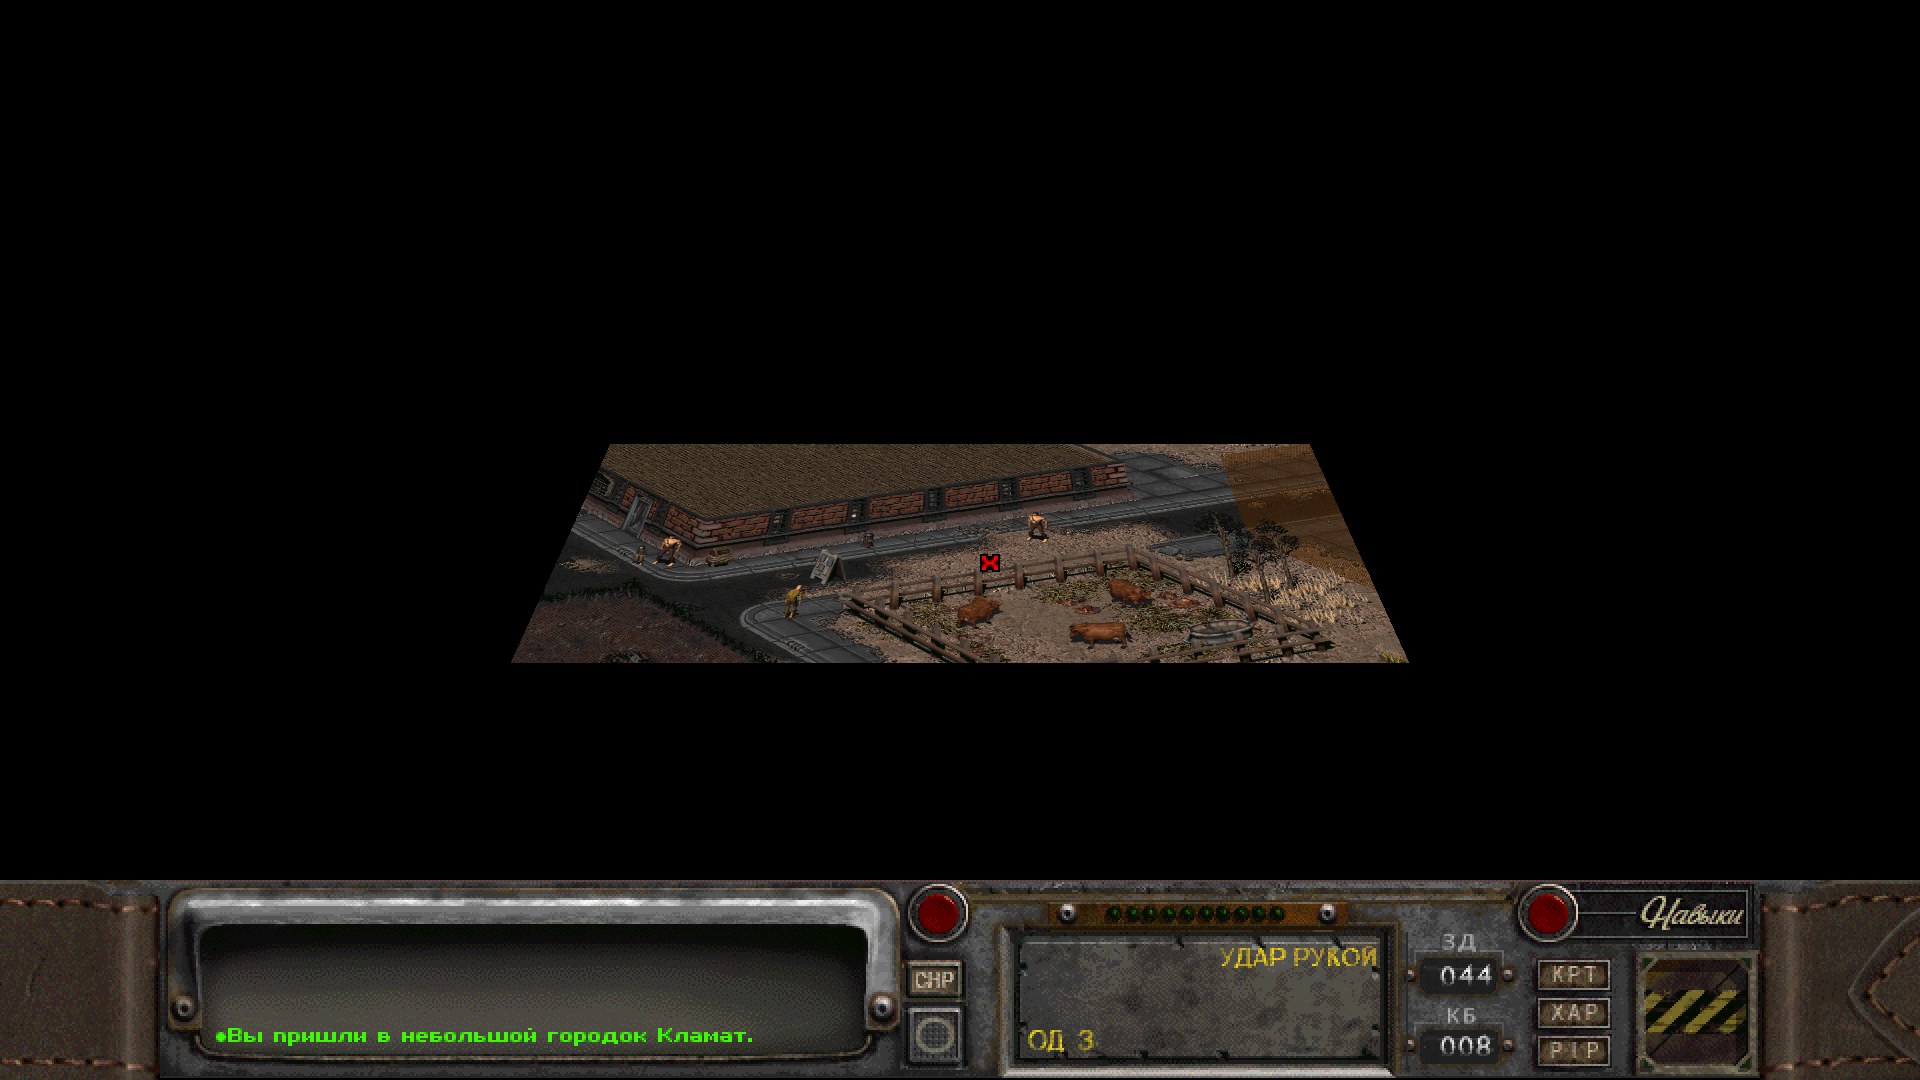 Навыки
УДАР РУКОЙ
ЗД
044
СНР
КРТ
ХАР
КБ
•Вы пришли в небольшой городок Кламат.
ОД 3
008
PIP